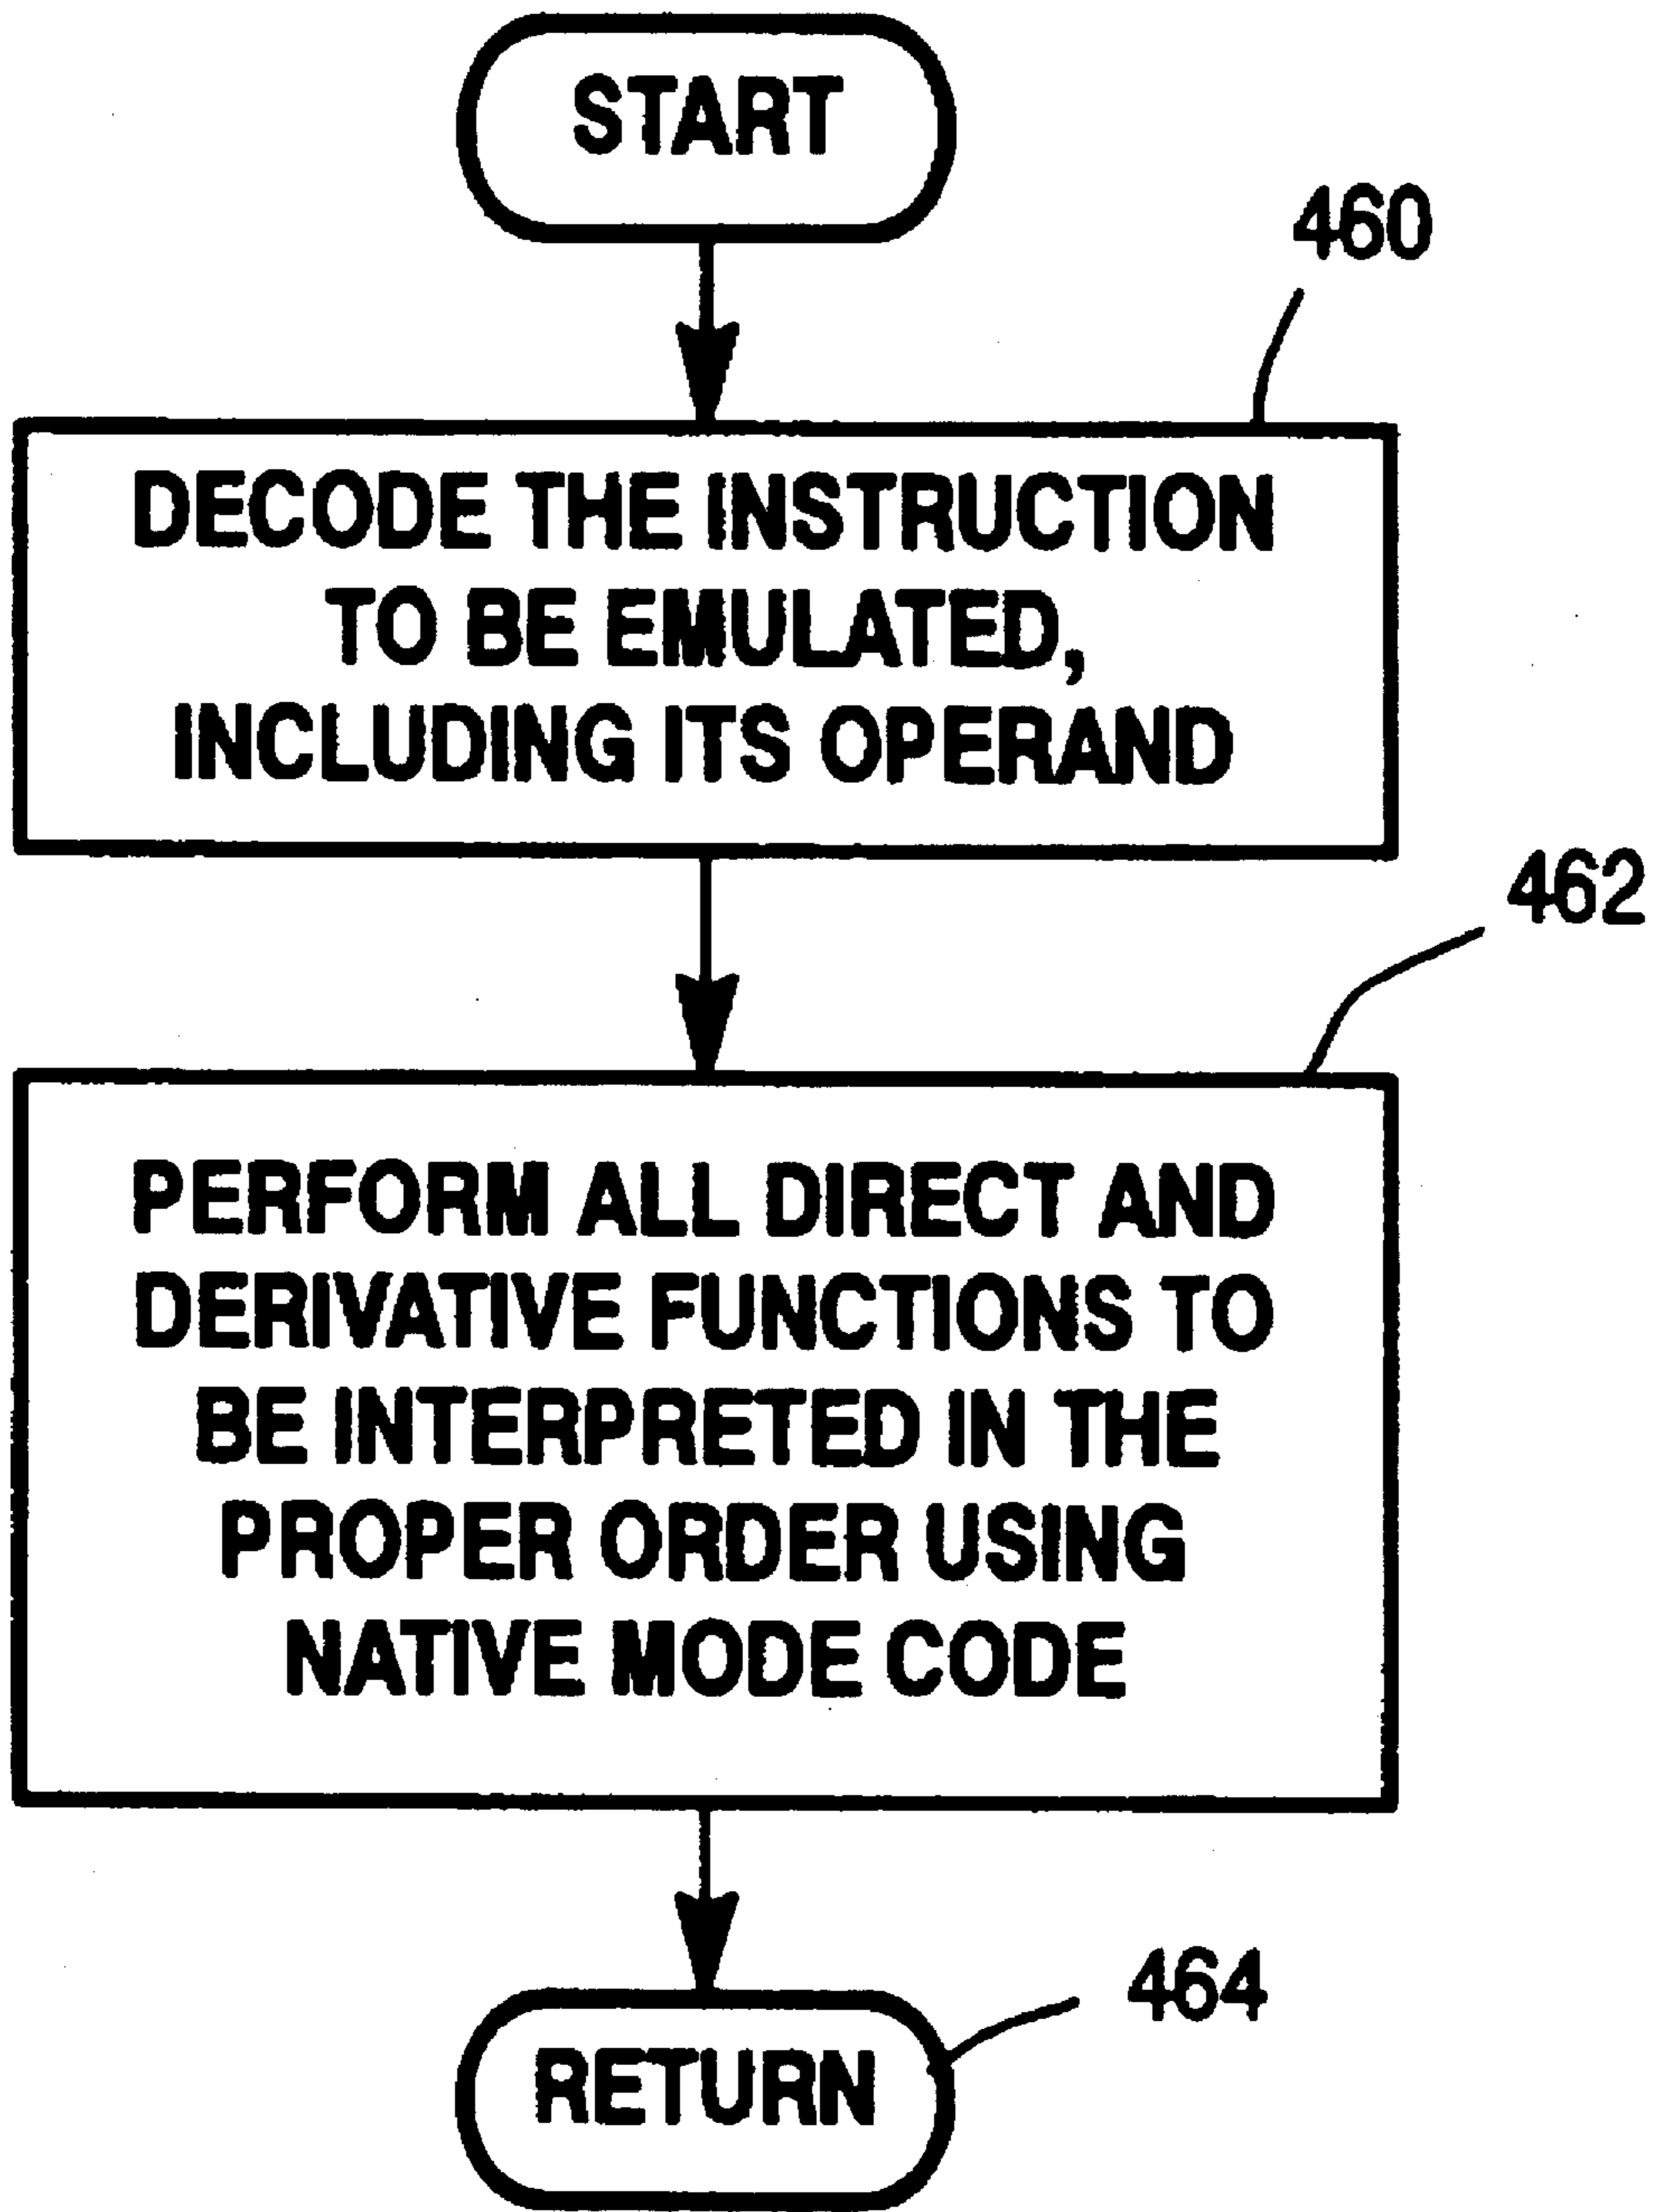 START
460
DECODE THE INSTRUCTION
TO BE EMULATED,
INCLUDING ITS OPERAND
462
PERFORM ALL DIRECT AND
DERIVATIVE FUNCTIONS TO
BE INTERPRETED IN THE
PROPER ORDER USING
NATIVE MODE CODE
464
RETURN